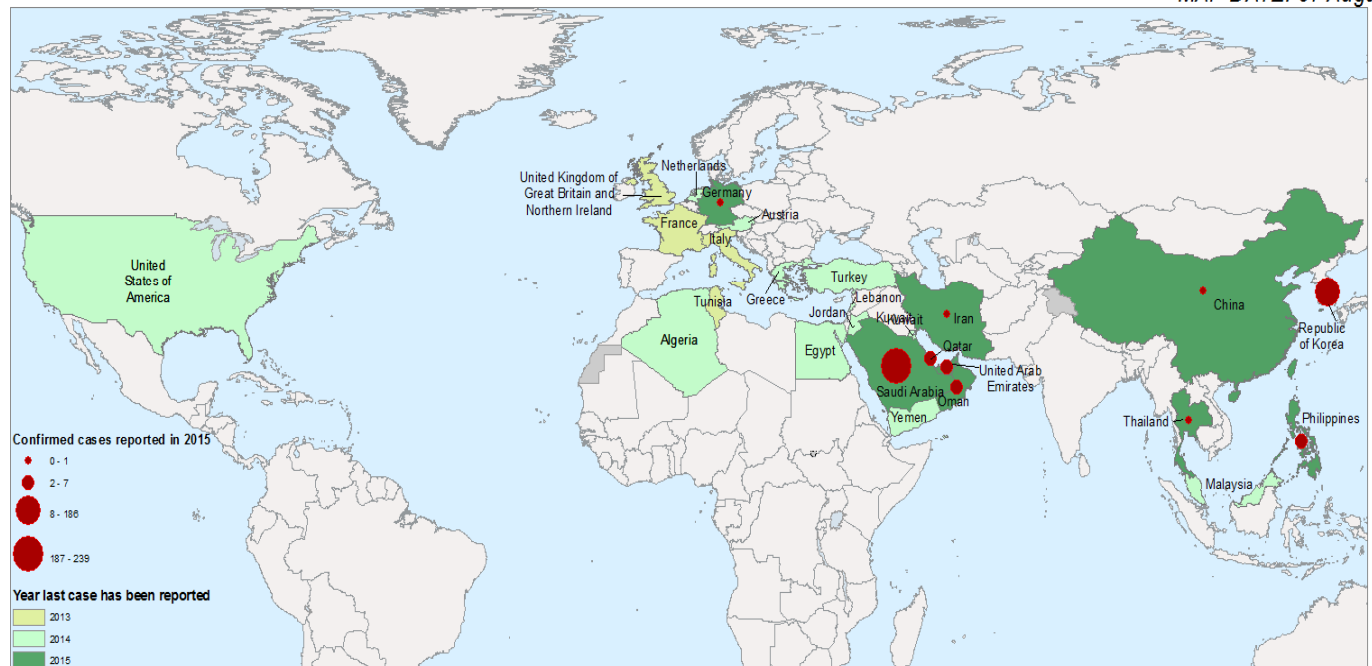 Netherlands
United Kingdom of
Great Britain and
Northern Ireland
Germany
Austria
France
Italy
United
States of
America
Turkey
Greece
Tunisia
Lebanon
Jordan
Kuwait
Kuwait
Iran
China
Republic
of Korea
Algeria
Egypt
Qatar
United Arab
Emirates
Saudi Arabia
Oman
Yemen
Thailand
Philippines
Malaysia
Confirmed cases reported in 2015
0 - 1
2 - 7
8 - 186
187 - 239
Year last case has been reported
2013
2014
2015